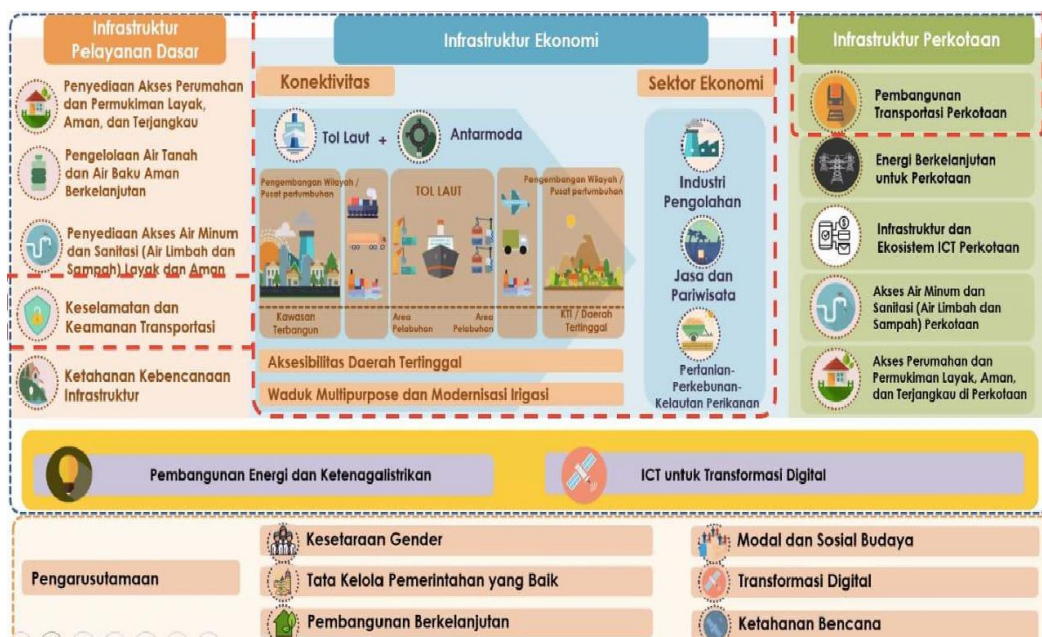 Infrastruktur
Pelayanan Dasar
Penyediaan Akses Perumahan
dan Permukiman Layak,
Aman, dan Terjangkau
Pengelolaan Air Tanah
dan Air Baku Aman
Berkelanjutan
Penyediaan Akses Air Minum
dan Sanitasi (Air Limbah dan
Sampah) Layak dan Aman
Keselamatan dan
Keamanan Transportasi
Ketahanan Kebencanaan
Infrastruktur
Infrastruktur Ekonomi
Konektivitas
Tol Laut + Antarmoda
Pengembangan Wilayah /
Pusat pertumbuhan
TOL LAUT
Pengembangan Wilayah /
Pusat pertumbuhan
Kawasan
Terbangun
Area
Pelabuhan
Area
Pelabuhan
KTI / Daerah
Tertinggal
Aksesibilitas Daerah Tertinggal
Waduk Multipurpose dan Modernisasi Irigasi
Sektor Ekonomi
Industri
Pengolahan
Jasa dan
Pariwisata
Pertanian-
Perkebunan-
Kelautan Perikanan
Infrastruktur Perkotaan
Pembangunan
Transportasi Perkotaan
Energi Berkelanjutan
untuk Perkotaan
Infrastruktur dan
Ekosistem ICT Perkotaan
Akses Air Minum dan
Sanitasi (Air Limbah dan
Sampah) Perkotaan
Akses Perumahan dan
Permukiman Layak, Aman,
dan Terjangkau di Perkotaan
Pembangunan Energi dan Ketenagalistrikan
ICT untuk Transformasi Digital
Pengarusutamaan
Kesetaraan Gender
Tata Kelola Pemerintahan yang Baik
Pembangunan Berkelanjutan
Modal dan Sosial Budaya
Transformasi Digital
Ketahanan Bencana